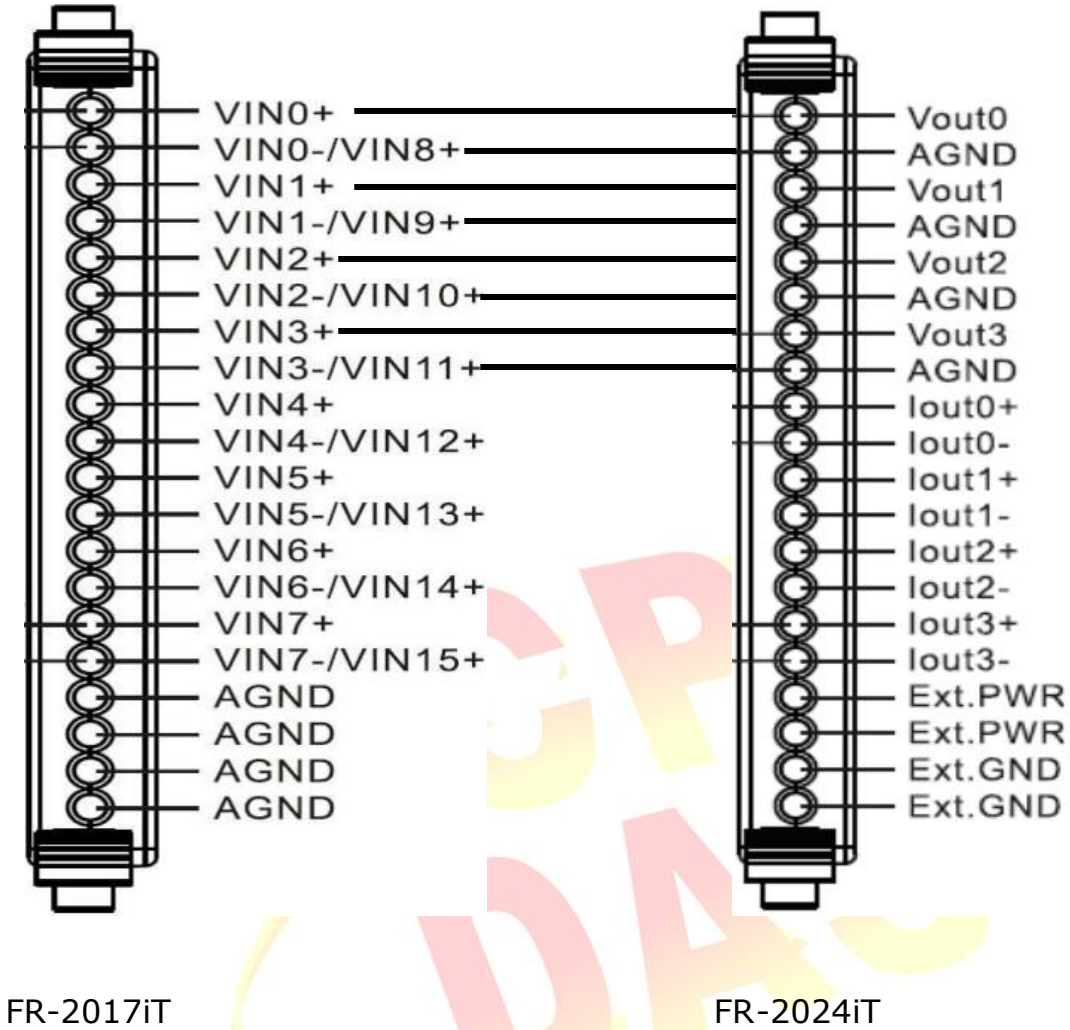 VIN0+
VIN0-/VIN8+
VIN1+
VIN1-/VIN9+
VIN2+
VIN2-/VIN10+
VIN3+
VIN3-/VIN11+
VIN4+
VIN4-/VIN12+
VIN5+
VIN5-/VIN13+
VIN6+
VIN6-/VIN14+
VIN7+
VIN7-/VIN15+
AGND
AGND
AGND
AGND
FR-2017iT
Vout0
AGND
Vout1
AGND
Vout2
AGND
Vout3
AGND
Iout0+
Iout0-
Iout1+
Iout1-
Iout2+
Iout2-
Iout3+
Iout3-
Ext.PWR
Ext.PWR
Ext.GND
Ext.GND
FR-2024iT